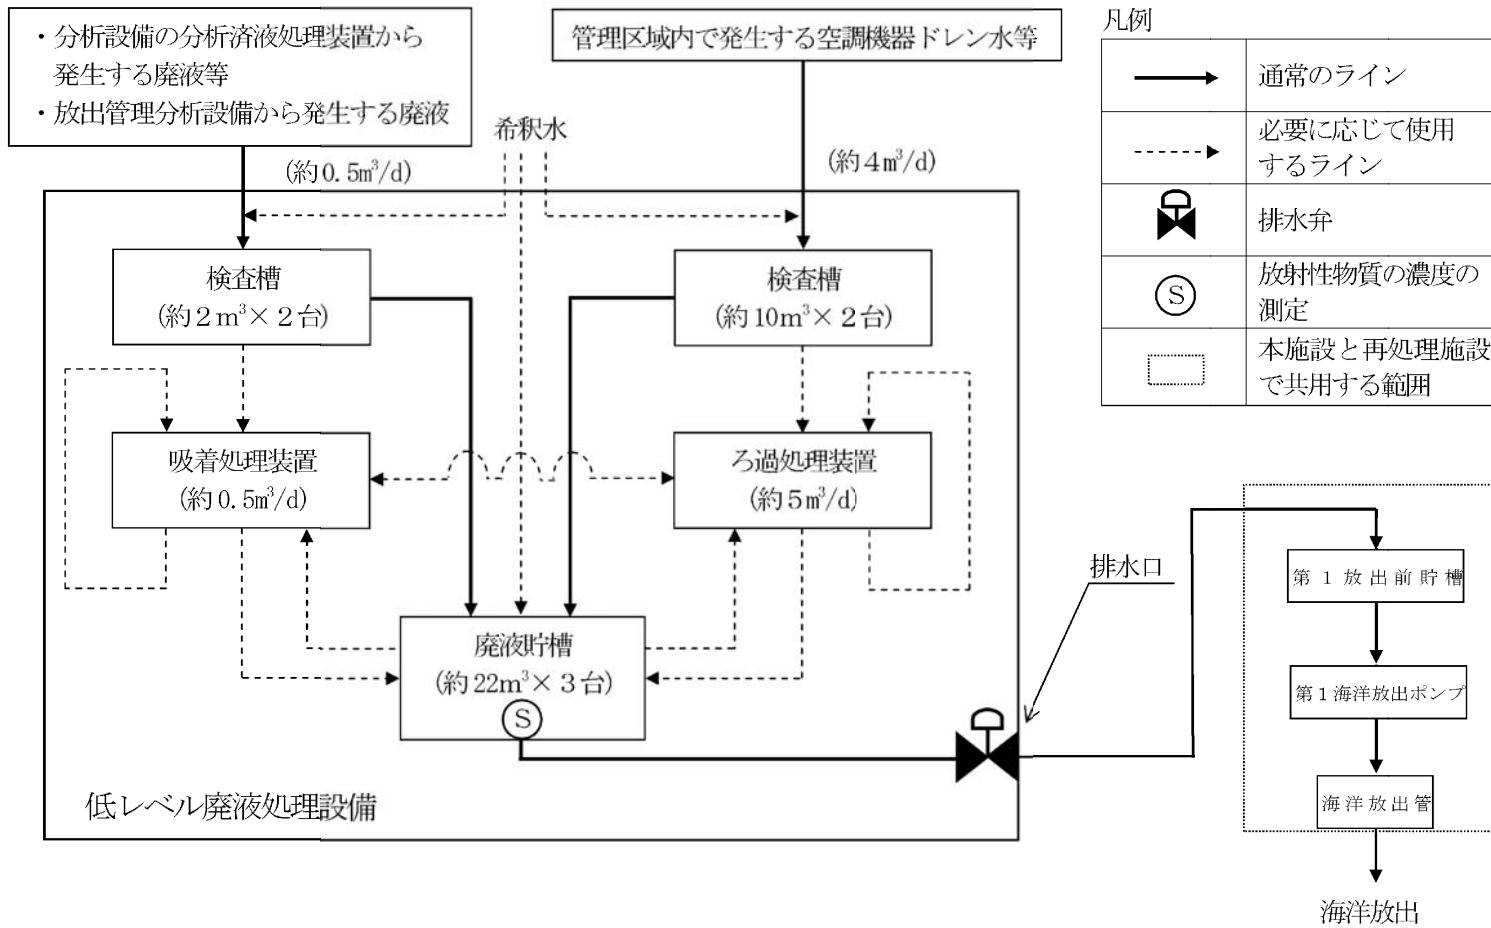 ・分析設備の分析済液処理装置から
発生する廃液等
・放出管理分析設備から発生する廃液
管理区域内で発生する空調機器ドレン水等
希釈水
(約0.5m³/d)
(約4m³/d)
検査槽
(約2m³×2台)
検査槽
(約10m³×2台)
吸着処理装置
(約0.5m³/d)
ろ過処理装置
(約5m³/d)
廃液貯槽
(約22m³×3台)
S
低レベル廃液処理設備
排水口
凡例
通常のライン
必要に応じて使用
するライン
排水弁
S
放射性物質の濃度の
測定
本施設と再処理施設
で共用する範囲
第1放出前貯槽
第1海洋放出ポンプ
海洋放出管
海洋放出